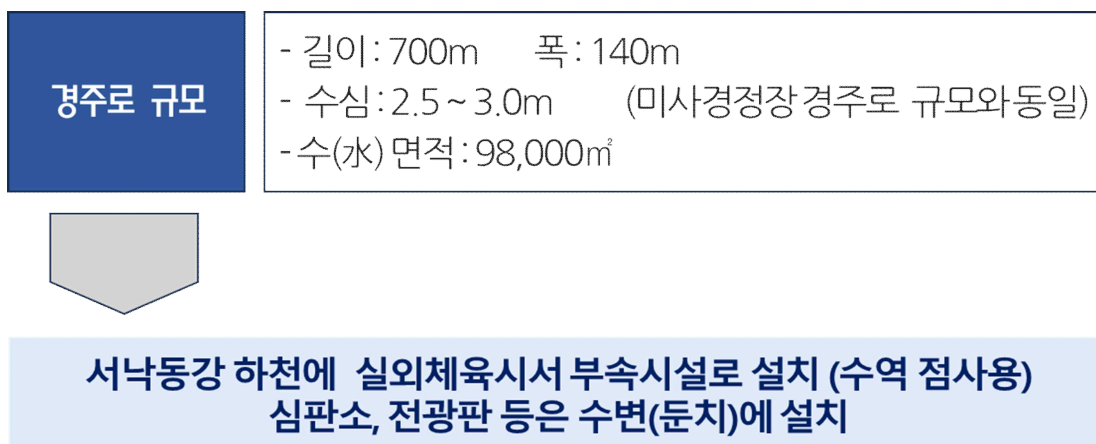 경주로 규모
- 길이 : 700m 폭 : 140m
- 수심 : 2.5 ~ 3.0m (미사경정장 경주로 규모와 동일)
- 수(水) 면적 : 98,000㎡
서낙동강 하천에 실외체육시서 부속시설로 설치 (수역 점사용)
심판소, 전광판 등은 수변(둔치)에 설치